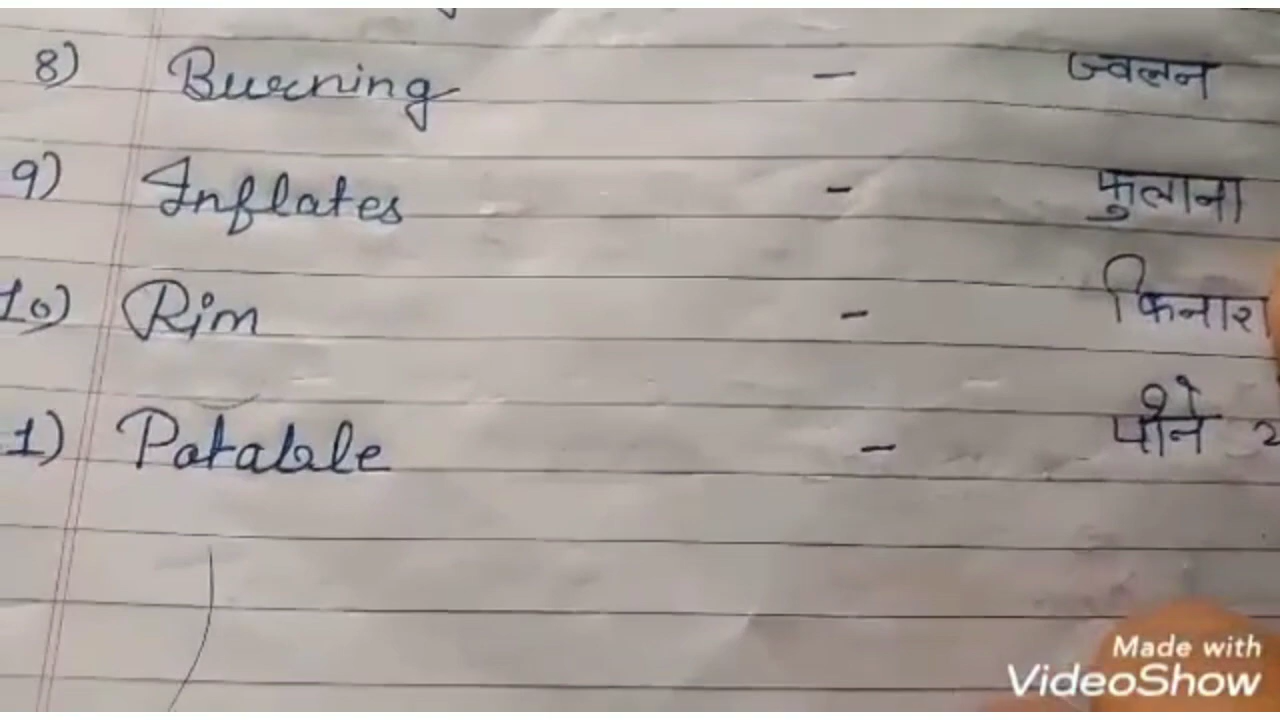 8) Burning - ज्वलन
9) Inflates - फुलाना
10) Rim - किनारा
1) Potable - पीने
Made with
VideoShow